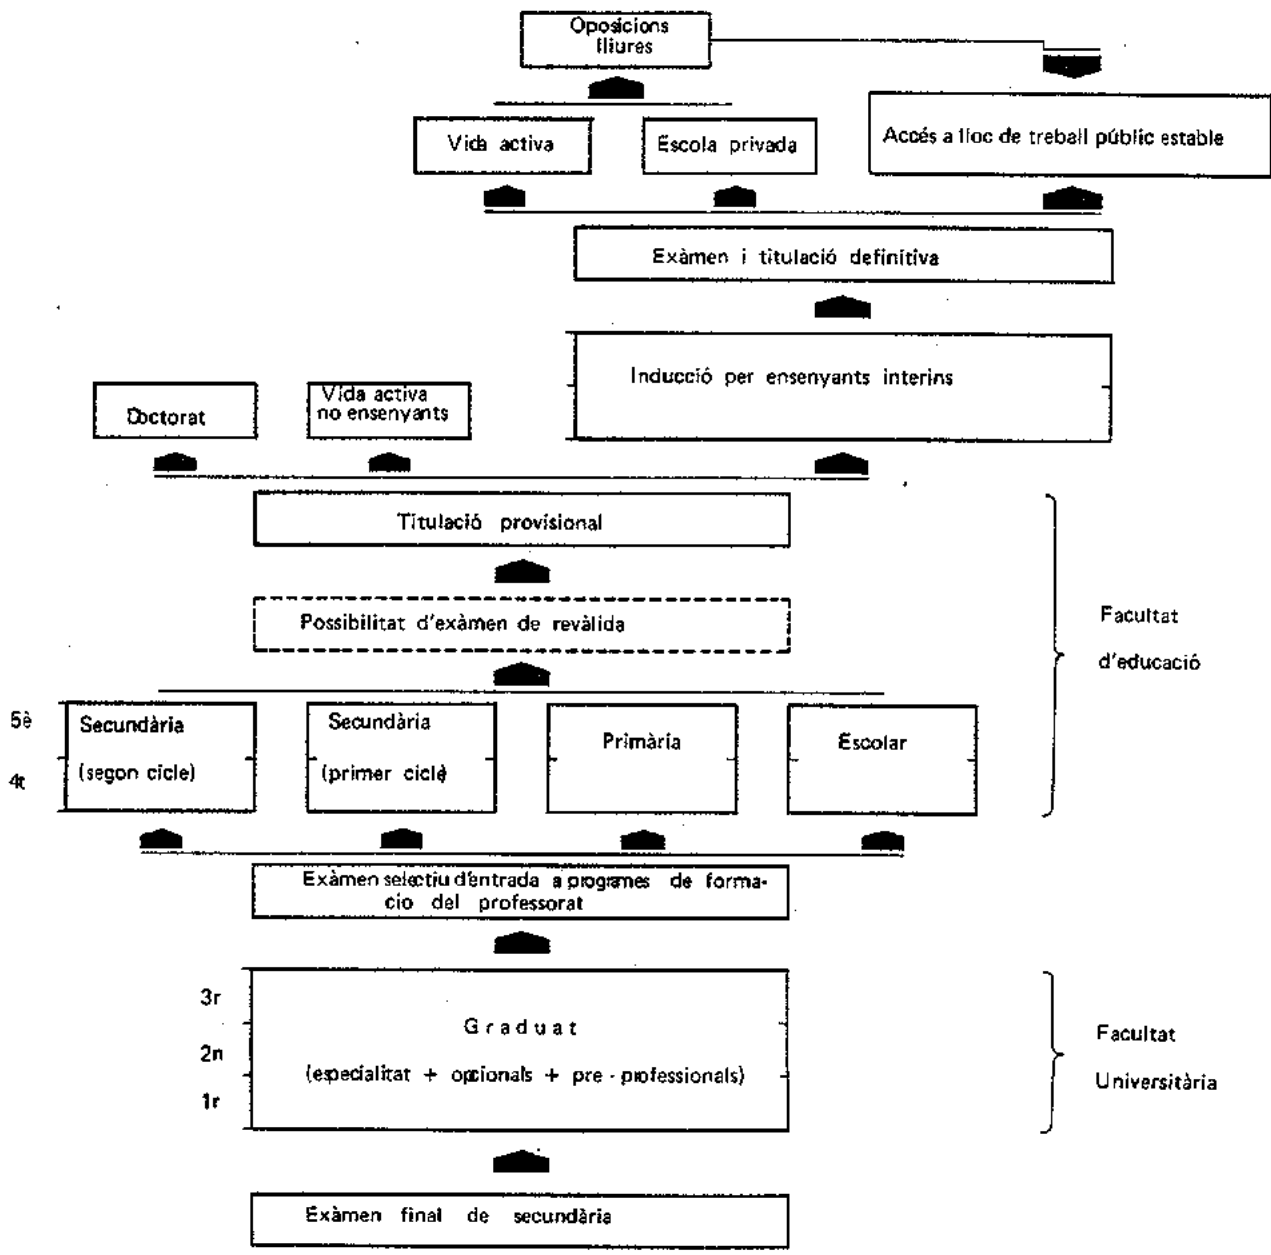 Oposicions
lliures
Vida activa
Escola privada
Accés a lloc de treball públic estable
Exàmen i titulació definitiva
Inducció per ensenyants interins
Doctorat
Vida activa
no ensenyants
Titulació provisional
Possibilitat d'exàmen de revàlida
Facultat
d'educació
5è
4t
Secundària
(segon cicle)
Secundària
(primer cicle)
Primària
Escolar
Exàmen selectiu d'entrada a programes de forma-
cio del professorat
3r
2n
1r
Graduat
(especialitat + opcionals + pre - professionals)
Facultat
Universitària
Exàmen final de secundària